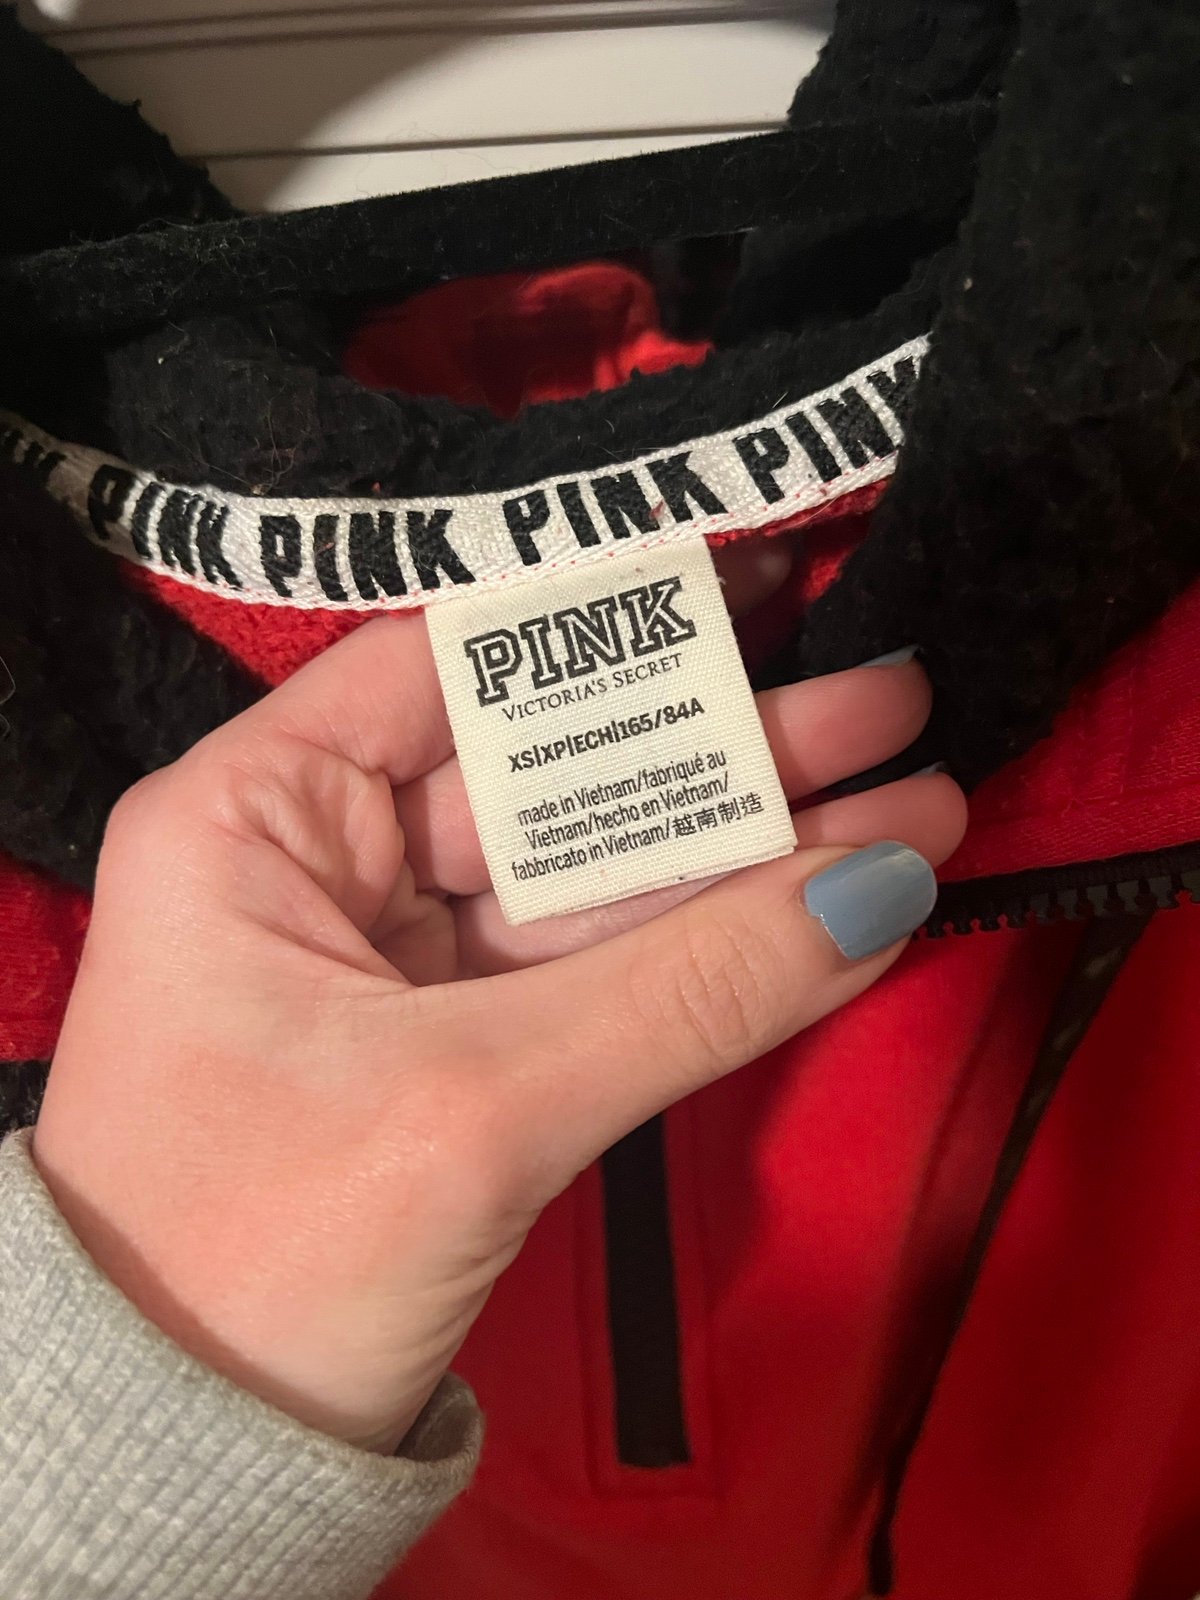 PINK PINK PINK PINK
PINK
VICTORIA'S SECRET
XS|XP|ECH|165/84A
made in Vietnam/fabriqué au
Vietnam/hecho en Vietnam/
fabbricato in Vietnam/越南制造